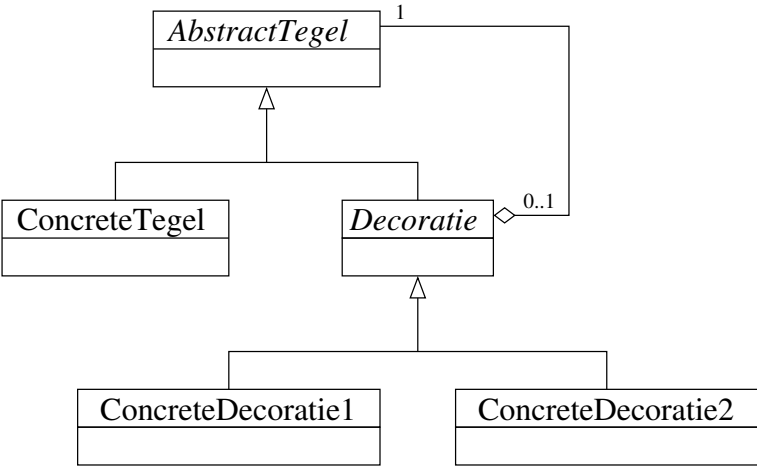 AbstractTegel
1
ConcreteTegel
Decoratie
0..1
ConcreteDecoratie1
ConcreteDecoratie2